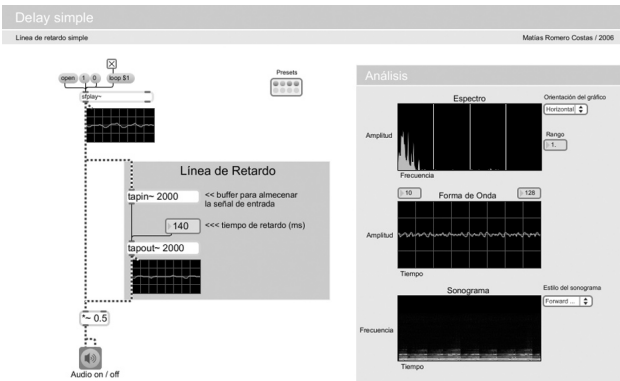 Delay simple
Línea de retardo simple
Matías Romero Costas / 2006
open
1
0
loop $1
sfplay~
Presets
Línea de Retardo
tapin~ 2000
<< buffer para almecenar
la señal de entrada
140
<<< tiempo de retardo (ms)
tapout~ 2000
*~ 0.5
Audio on / off
Análisis
Espectro
Orientación del gráfico
Horizontal
Amplitud
Rango
1.
Frecuencia
10
Forma de Onda
128
Amplitud
Tiempo
Sonograma
Estilo del sonograma
Forward ...
Frecuencia
Tiempo